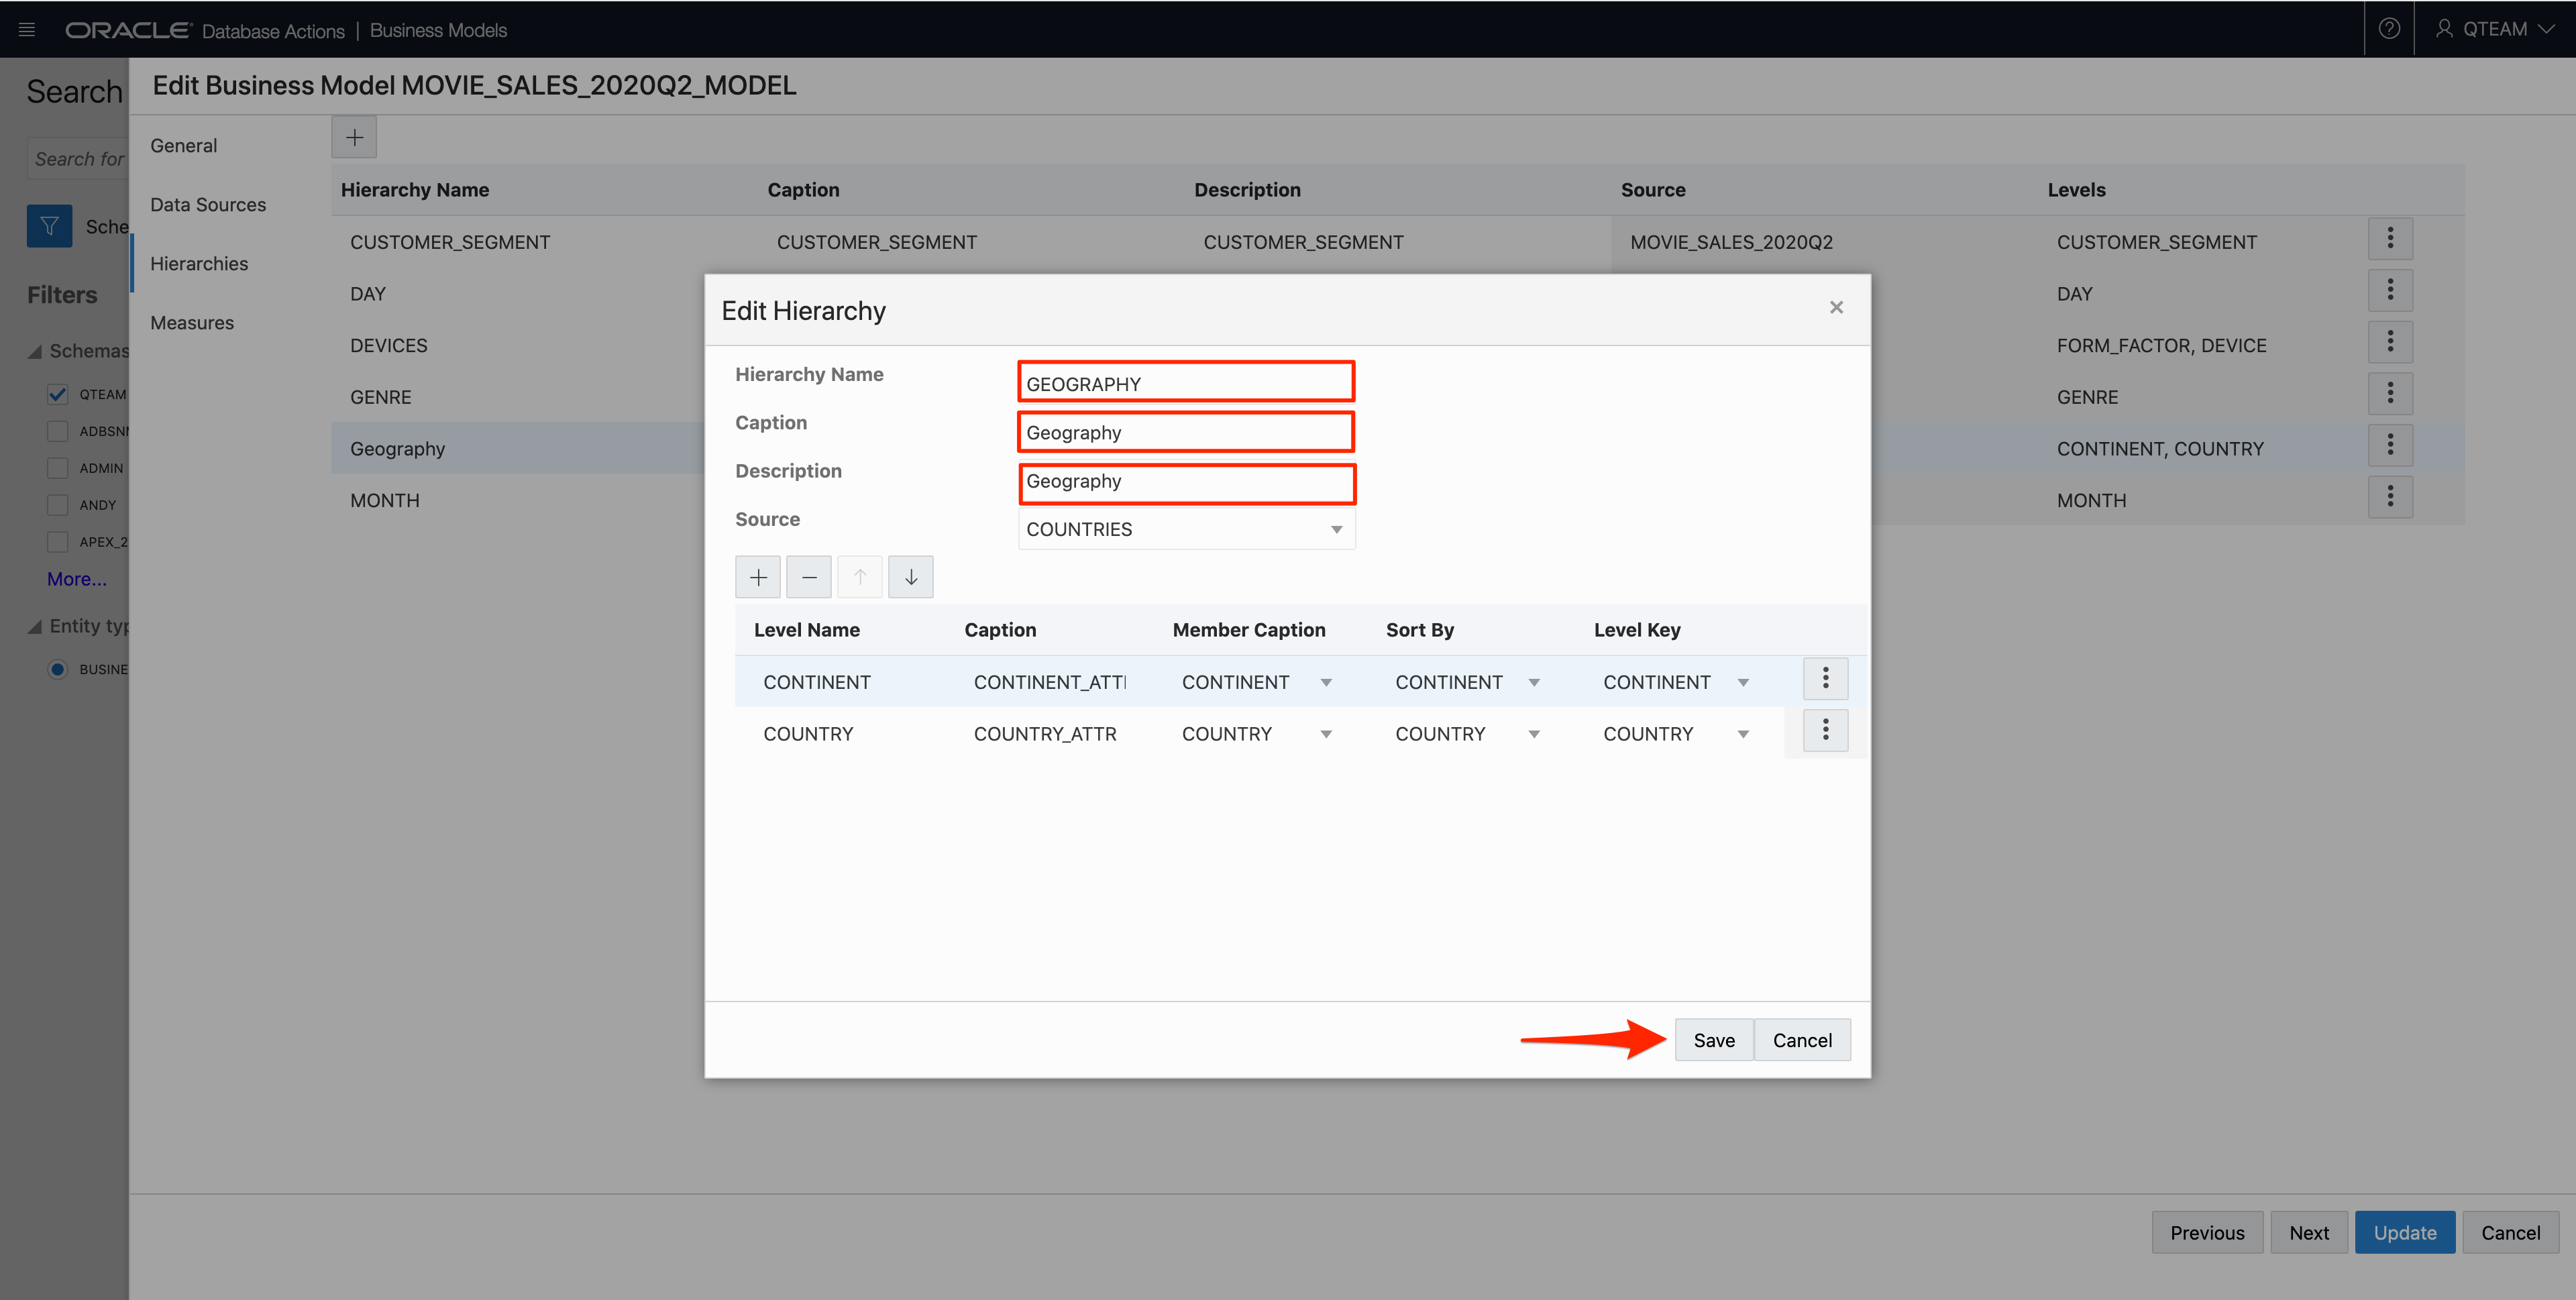 ORACLE Database Actions | Business Models
QTEAM
Search
Edit Business Model MOVIE_SALES_2020Q2_MODEL
Search for
Sche
Filters
Schemas
QTEAM
ADBSN
ADMIN
ANDY
APEX_2
More...
Entity typ
BUSINE
General
Data Sources
Hierarchies
Measures
Hierarchy Name Caption Description Source Levels
CUSTOMER_SEGMENT CUSTOMER_SEGMENT CUSTOMER_SEGMENT MOVIE_SALES_2020Q2 CUSTOMER_SEGMENT
DAY DAY
DEVICES FORM_FACTOR, DEVICE
GENRE GENRE
Geography CONTINENT, COUNTRY
MONTH MONTH
Edit Hierarchy
Hierarchy Name GEOGRAPHY
Caption Geography
Description Geography
Source COUNTRIES
Level Name Caption Member Caption Sort By Level Key
CONTINENT CONTINENT_ATT CONTINENT CONTINENT CONTINENT
COUNTRY COUNTRY_ATTR COUNTRY COUNTRY COUNTRY
Save Cancel
Previous Next Update Cancel